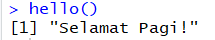 > hello()
[1] "Selamat Pagi!"